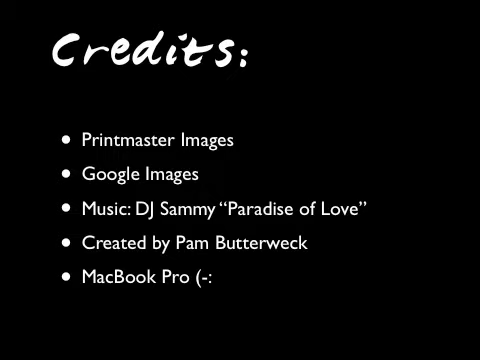 Credits:
• Printmaster Images
• Google Images
• Music: DJ Sammy “Paradise of Love”
• Created by Pam Butterweck
• MacBook Pro (-: